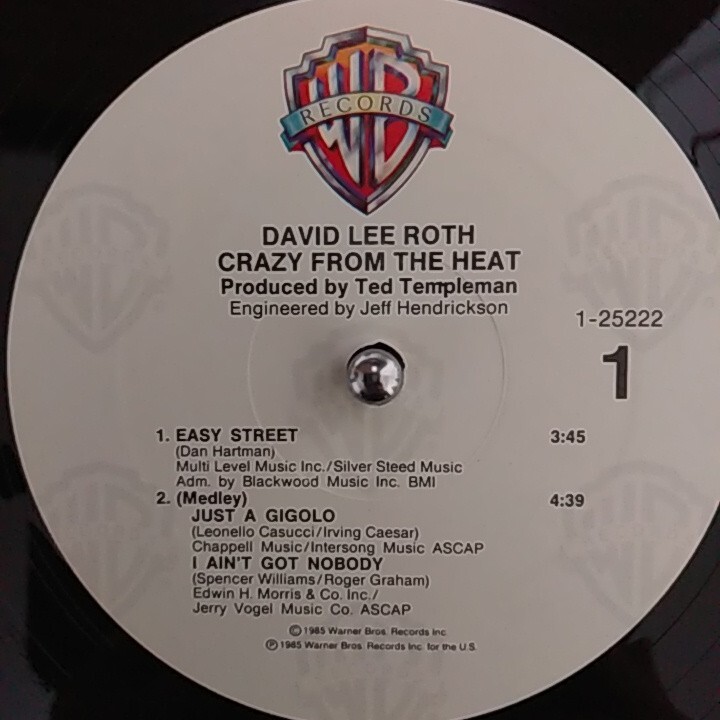 WB
RECORDS
DAVID LEE ROTH
CRAZY FROM THE HEAT
Produced by Ted Templeman
Engineered by Jeff Hendrickson
1-25222
1
1. EASY STREET 3:45
(Dan Hartman)
Multi Level Music Inc./Silver Steed Music
Adm. by Blackwood Music Inc. BMI
2. (Medley) 4:39
JUST A GIGOLO
(Leonello Casucci/Irving Caesar)
Chappell Music/Intersong Music ASCAP
I AIN'T GOT NOBODY
(Spencer Williams/Roger Graham)
Edwin H. Morris & Co. Inc./
Jerry Vogel Music Co. ASCAP
©1985 Warner Bros. Records Inc.
℗1985 Warner Bros. Records Inc. for the U.S.